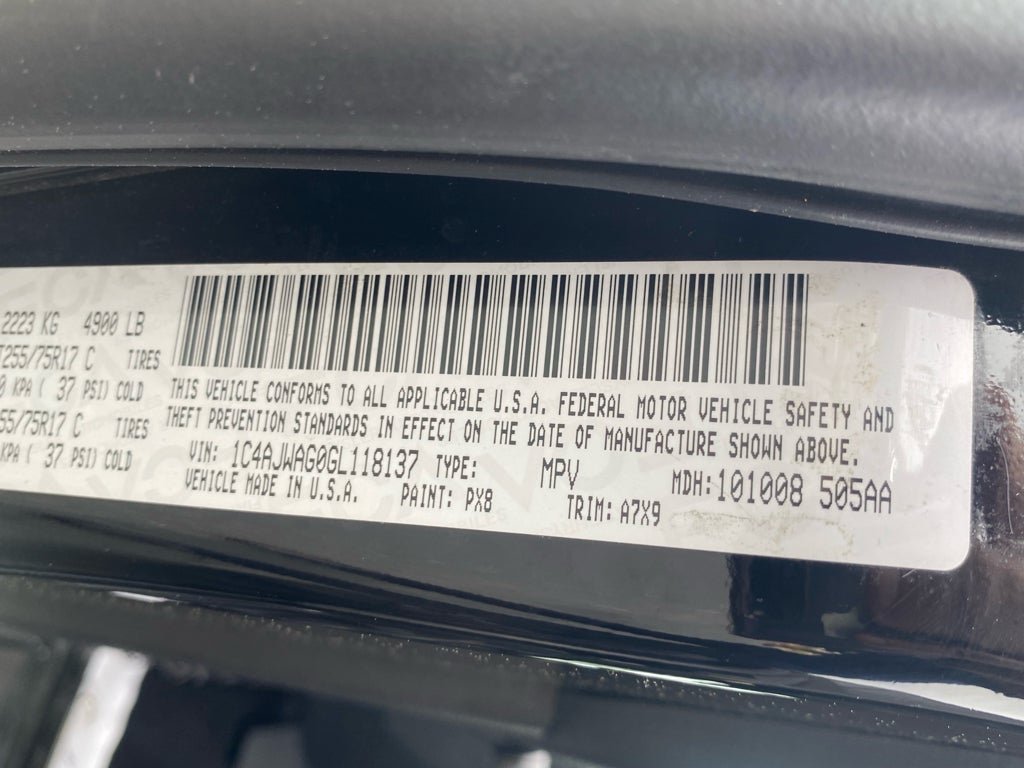 2223 KG 4900 LB
255/75R17 C TIRES
0 KPA ( 37 PSI) COLD
55/75R17 C TIRES
KPA ( 37 PSI) COLD
THIS VEHICLE CONFORMS TO ALL APPLICABLE U.S.A. FEDERAL MOTOR VEHICLE SAFETY AND
THEFT PREVENTION STANDARDS IN EFFECT ON THE DATE OF MANUFACTURE SHOWN ABOVE.
VIN: 1C4AJWAG0GL118137 TYPE: MPV MDH:101008 505AA
VEHICLE MADE IN U.S.A. PAINT: PX8 TRIM: A7X9